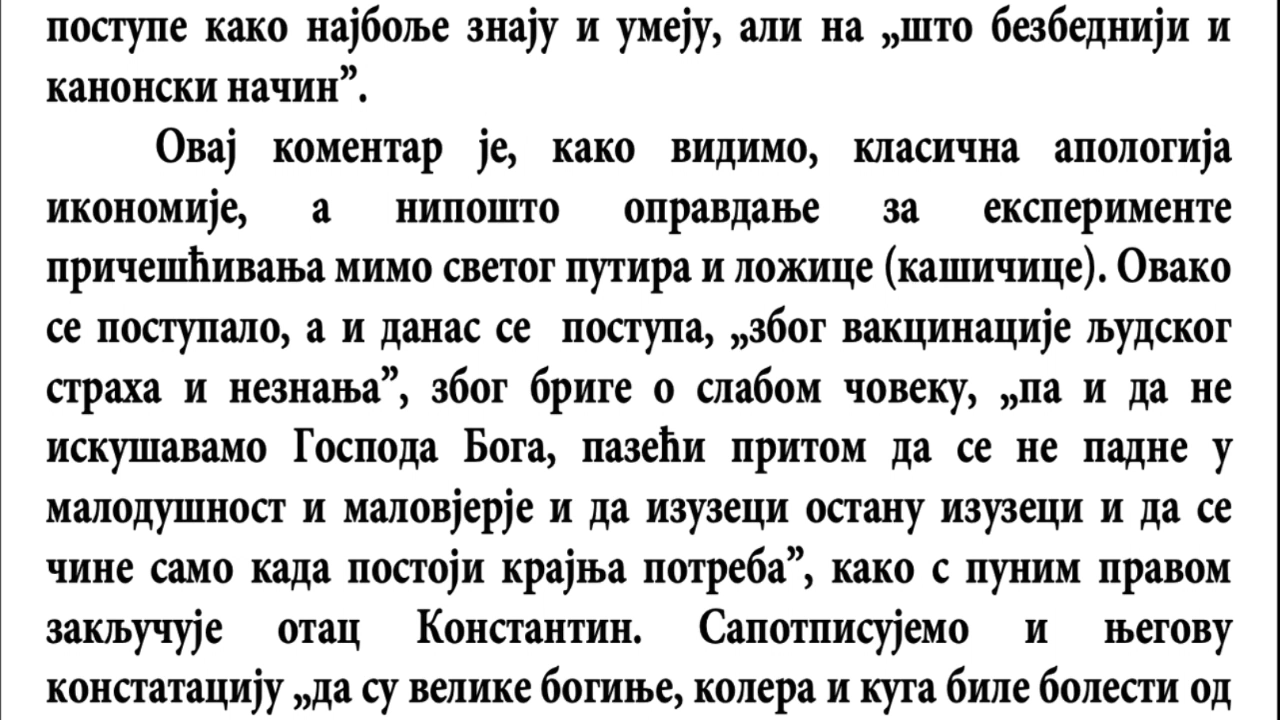 поступе како најбоље знају и умеју, али на „што безбеднији и
канонски начин”.
Овај коментар је, како видимо, класична апологија
икономије, а нипошто оправдање за експерименте
причешћивања мимо светог путира и ложице (кашичице). Овако
се поступало, а и данас се поступа, „због вакцинације људског
страха и незнања”, због бриге о слабом човеку, „па и да не
искушавамо Господа Бога, пазећи притом да се не падне у
малодушност и маловјерје и да изузеци остану изузеци и да се
чине само када постоји крајња потреба”, како с пуним правом
закључује отац Константин. Сапотписујемо и његову
констатацију „да су велике богиње, колера и куга биле болести од